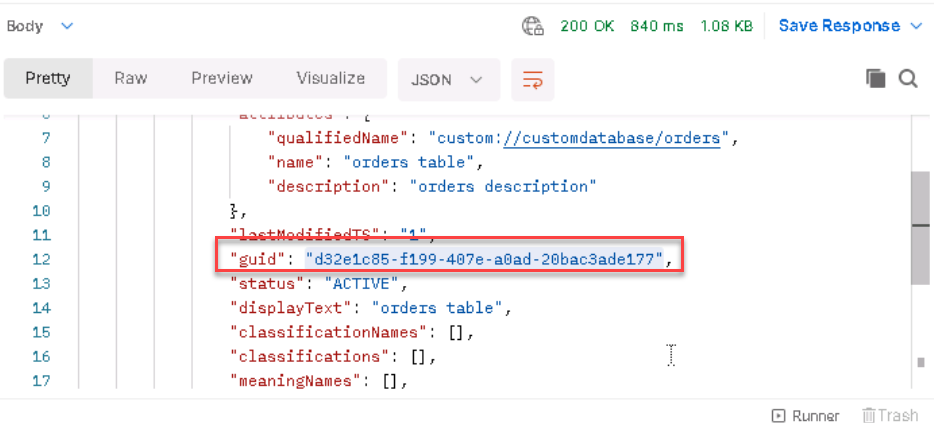 Body 200 OK 840 ms 1.08 KB Save Response
Pretty Raw Preview Visualize JSON
6 "attributes": {
7 "qualifiedName": "custom://customdatabase/orders",
8 "name": "orders table",
9 "description": "orders description"
10 },
11 "lastModifiedTS": "1",
12 "guid": "d32e1c85-f199-407e-a0ad-20bac3ade177",
13 "status": "ACTIVE",
14 "displayText": "orders table",
15 "classificationNames": [],
16 "classifications": [],
17 "meaningNames": [],
Runner Trash